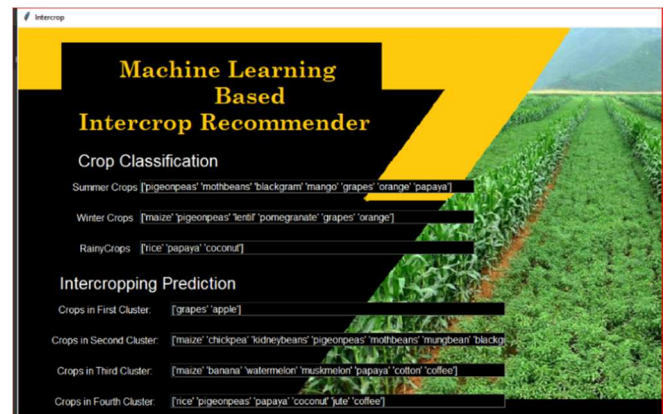 Intercrop
Machine Learning
Based
Intercrop Recommender
Crop Classification
Summer Crops ['pigeonpeas' 'mothbeans' 'blackgram' 'mango' 'grapes' 'orange' 'papaya']
Winter Crops ['maize' 'pigeonpeas' 'lentil' 'pomegranate' 'grapes' 'orange']
RainyCrops ['rice' 'papaya' 'coconut']
Intercropping Prediction
Crops in First Cluster: ['grapes' 'apple']
Crops in Second Cluster: ['maize' 'chickpea' 'kidneybeans' 'pigeonpeas' 'mothbeans' 'mungbean' 'blackg
Crops in Third Cluster: ['maize' 'banana' 'watermelon' 'muskmelon' 'papaya' 'cotton' 'coffee']
Crops in Fourth Cluster: ['rice' 'pigeonpeas' 'papaya' 'coconut' 'jute' 'coffee']